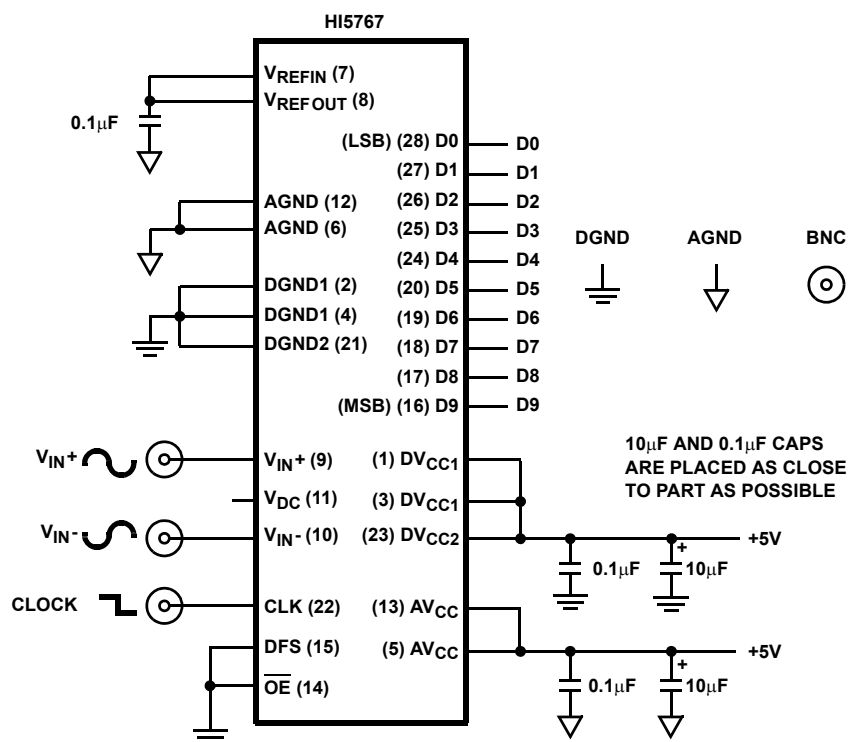 HI5767
VREFIN (7)
VREFOUT (8)
0.1µF
AGND (12)
AGND (6)
DGND1 (2)
DGND1 (4)
DGND2 (21)
VIN+
VIN+ (9)
VDC (11)
VIN-
VIN- (10)
CLOCK
CLK (22)
DFS (15)
OE (14)
(LSB) (28) D0
D0
(27) D1
D1
(26) D2
D2
(25) D3
D3
(24) D4
D4
(20) D5
D5
(19) D6
D6
(18) D7
D7
(17) D8
D8
(MSB) (16) D9
D9
(1) DVCC1
(3) DVCC1
(23) DVCC2
+5V
0.1µF
+
10µF
(13) AVCC
(5) AVCC
+5V
0.1µF
+
10µF
DGND
AGND
BNC
10µF AND 0.1µF CAPS
ARE PLACED AS CLOSE
TO PART AS POSSIBLE